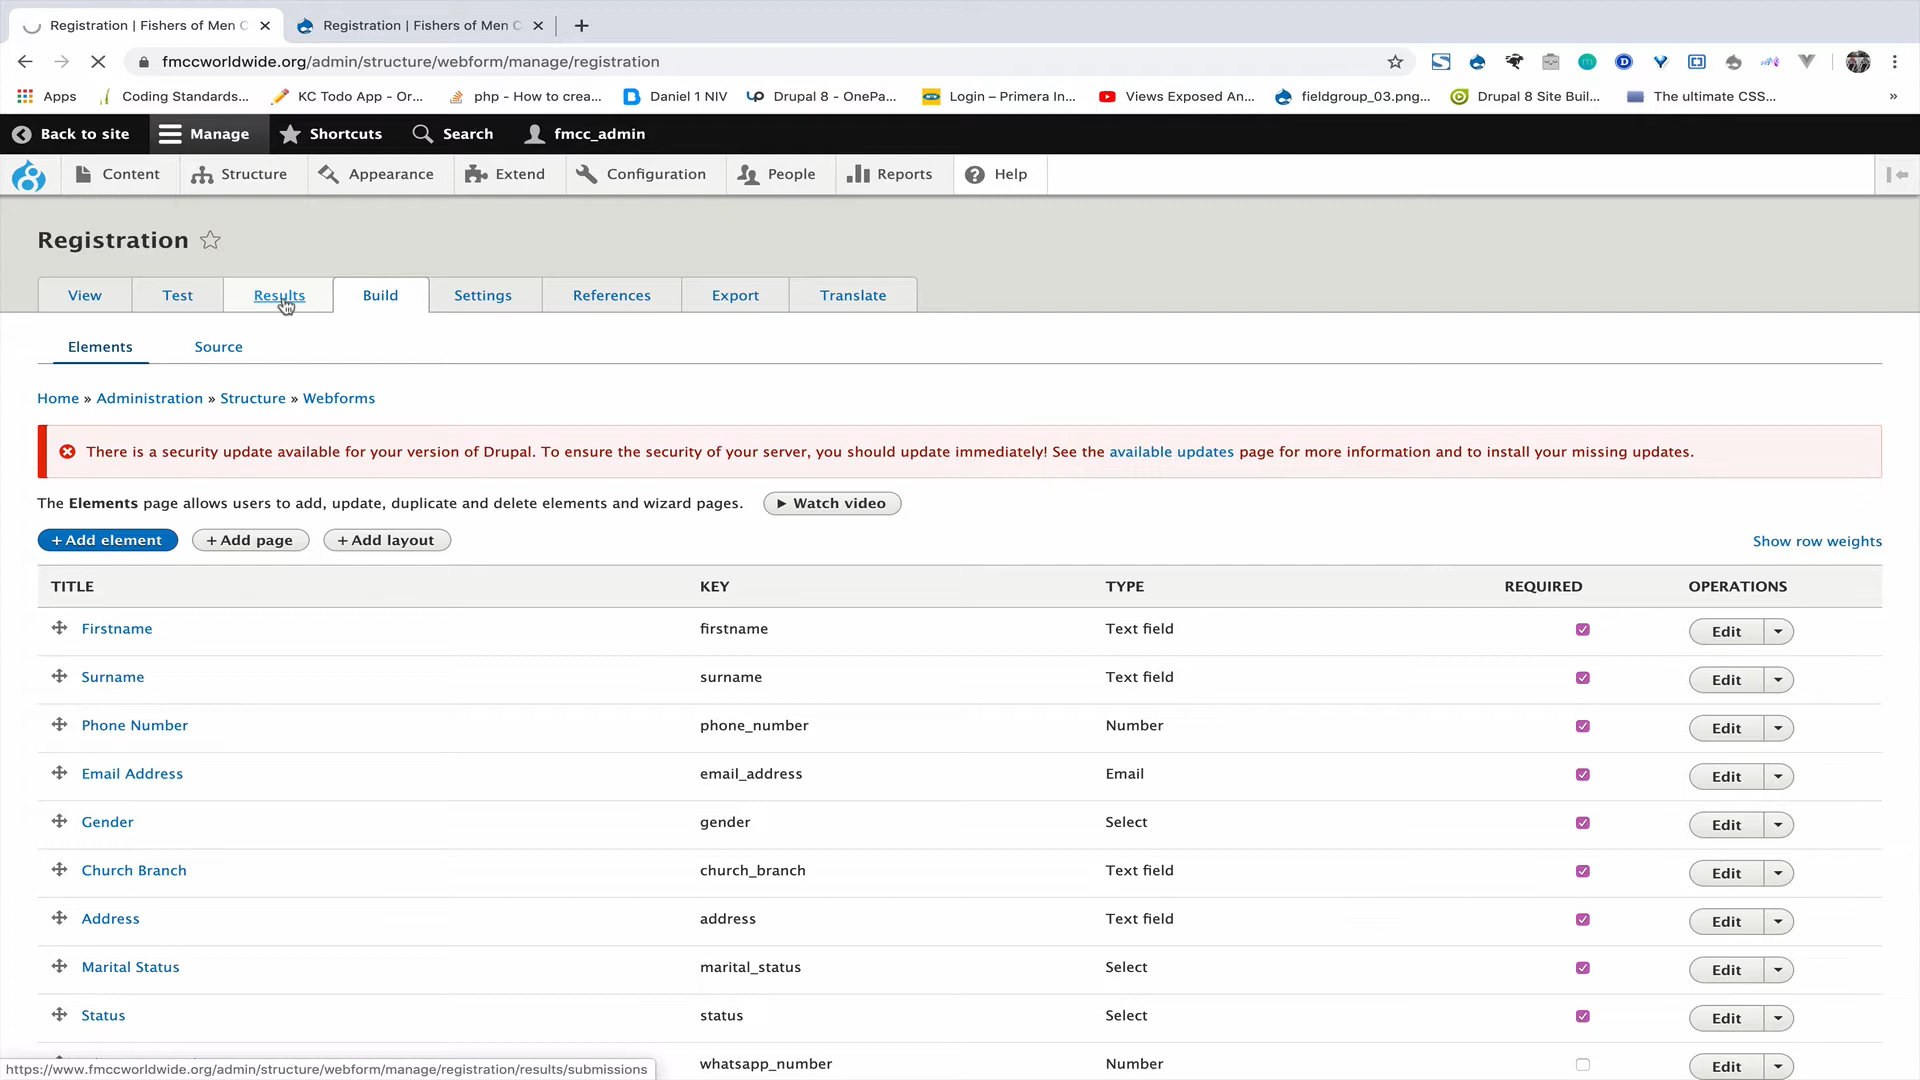 Registration | Fishers of Men C
Registration | Fishers of Men C
fmccworldwide.org/admin/structure/webform/manage/registration
Apps
Coding Standards...
KC Todo App - Or...
php - How to crea...
Daniel 1 NIV
Drupal 8 - OnePa...
Login – Primera In...
Views Exposed An...
fieldgroup_03.png...
Drupal 8 Site Buil...
The ultimate CSS...
»
Back to site
Manage
Shortcuts
Search
fmcc_admin
Content
Structure
Appearance
Extend
Configuration
People
Reports
Help
Registration
View
Test
Results
Build
Settings
References
Export
Translate
Elements
Source
Home » Administration » Structure » Webforms
There is a security update available for your version of Drupal. To ensure the security of your server, you should update immediately! See the available updates page for more information and to install your missing updates.
The Elements page allows users to add, update, duplicate and delete elements and wizard pages.
Watch video
+ Add element
+ Add page
+ Add layout
Show row weights
TITLE KEY TYPE REQUIRED OPERATIONS
Firstname firstname Text field Edit
Surname surname Text field Edit
Phone Number phone_number Number Edit
Email Address email_address Email Edit
Gender gender Select Edit
Church Branch church_branch Text field Edit
Address address Text field Edit
Marital Status marital_status Select Edit
Status status Select Edit
whatsapp_number Number Edit
https://www.fmccworldwide.org/admin/structure/webform/manage/registration/results/submissions